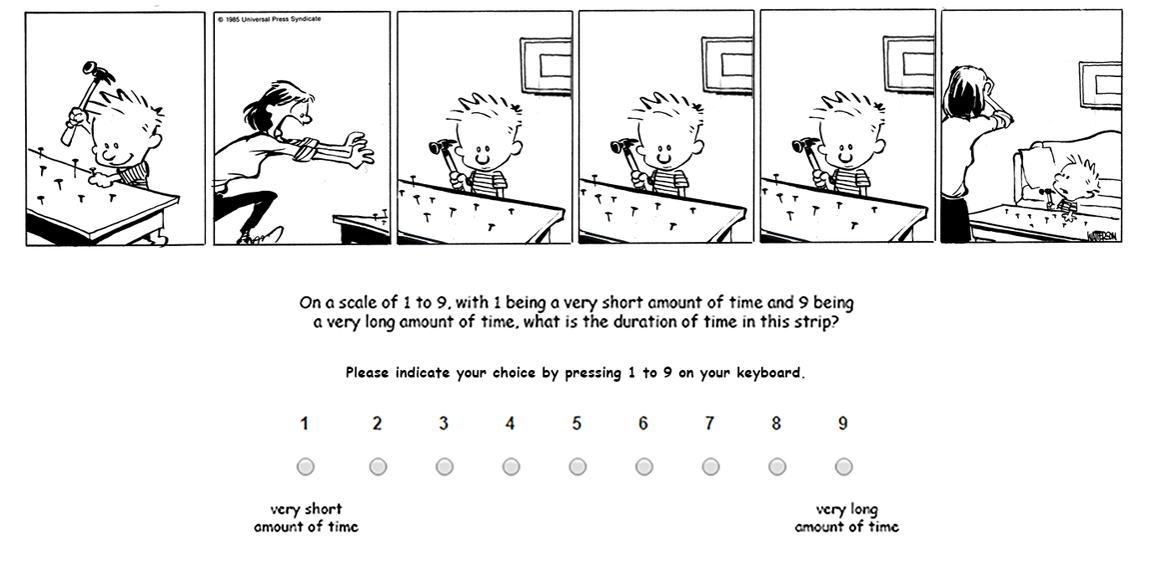 © 1985 Universal Press Syndicate
WATTERSON
On a scale of 1 to 9, with 1 being a very short amount of time and 9 being
a very long amount of time, what is the duration of time in this strip?
Please indicate your choice by pressing 1 to 9 on your keyboard.
1 2 3 4 5 6 7 8 9
very short
amount of time
very long
amount of time